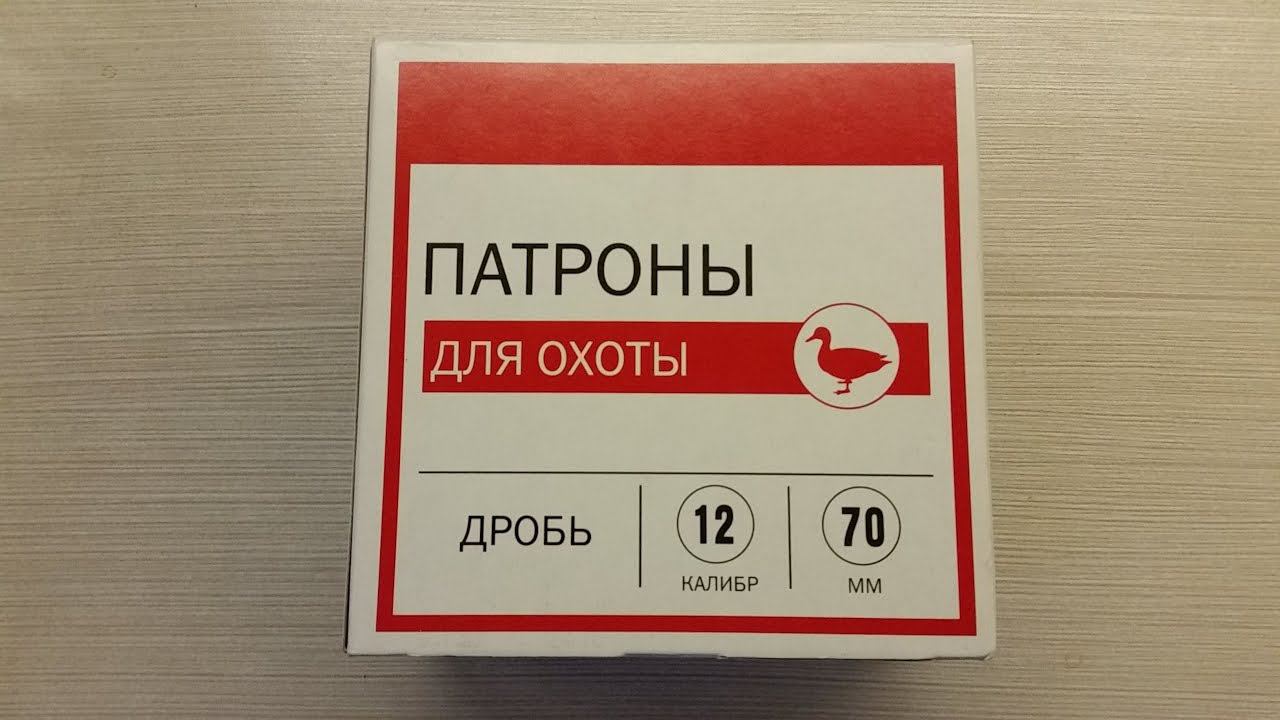 ПАТРОНЫ
ДЛЯ ОХОТЫ
ДРОБЬ
12
КАЛИБР
70
ММ